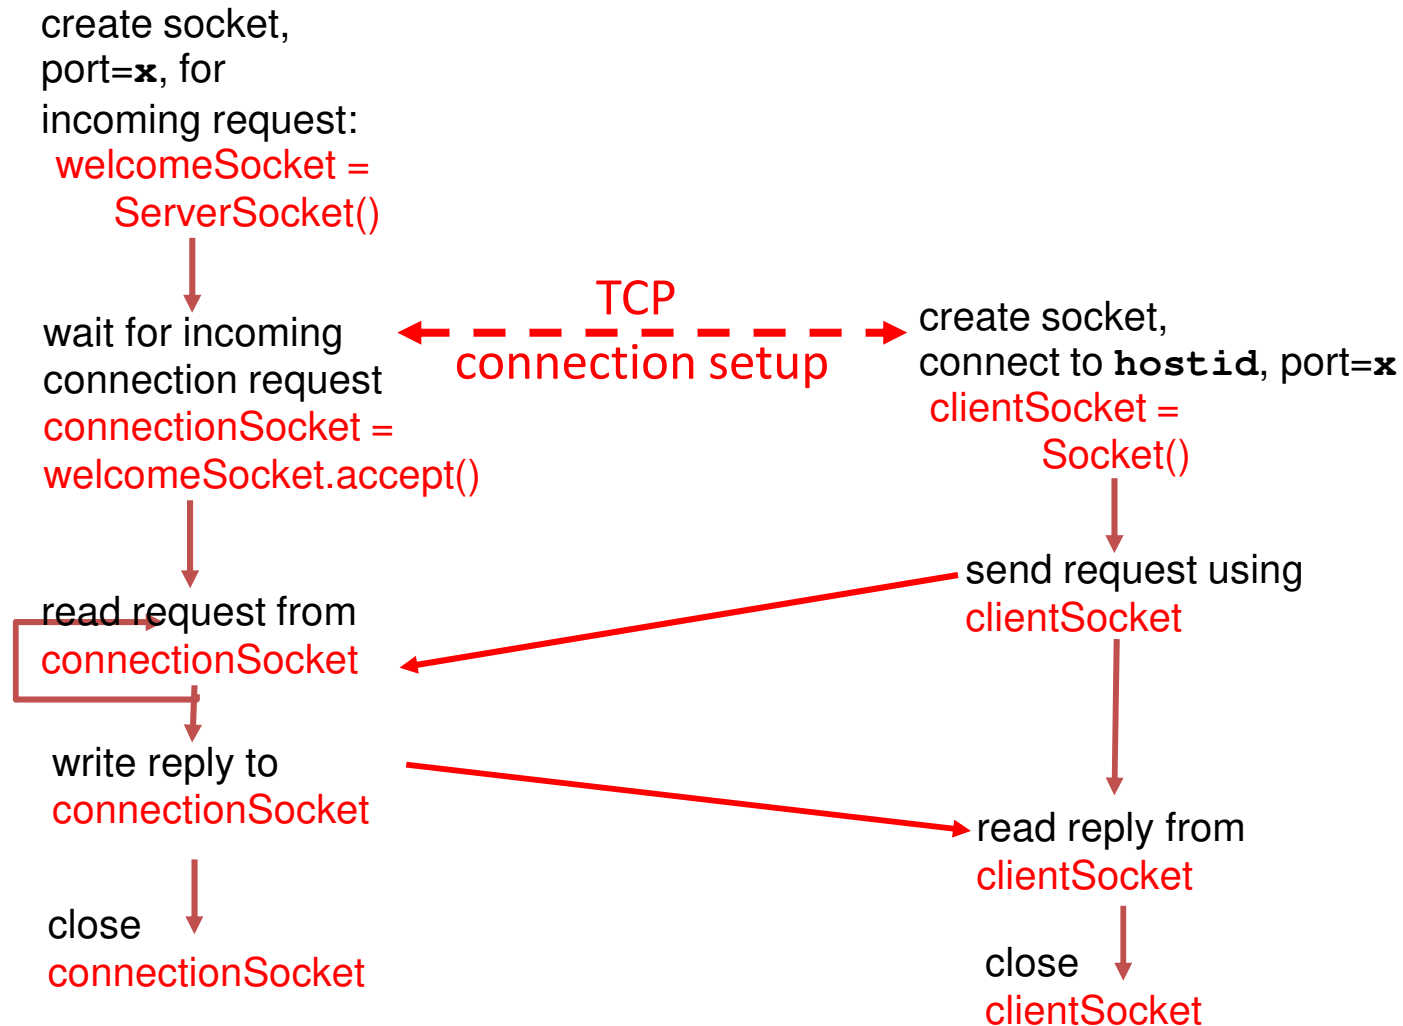 create socket,
port=x, for
incoming request:
welcomeSocket =
ServerSocket()
wait for incoming
connection request
connectionSocket =
welcomeSocket.accept()
TCP
connection setup
create socket,
connect to hostid, port=x
clientSocket =
Socket()
send request using
clientSocket
read request from
connectionSocket
write reply to
connectionSocket
read reply from
clientSocket
close
connectionSocket
close
clientSocket